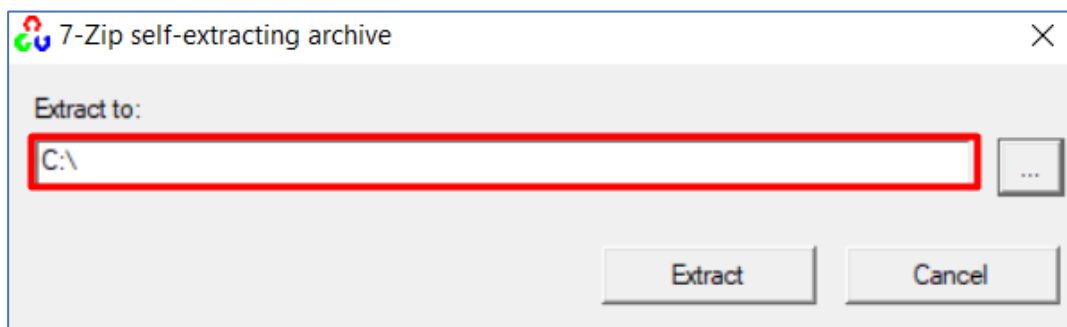 7-Zip self-extracting archive
Extract to:
C:\
...
Extract
Cancel